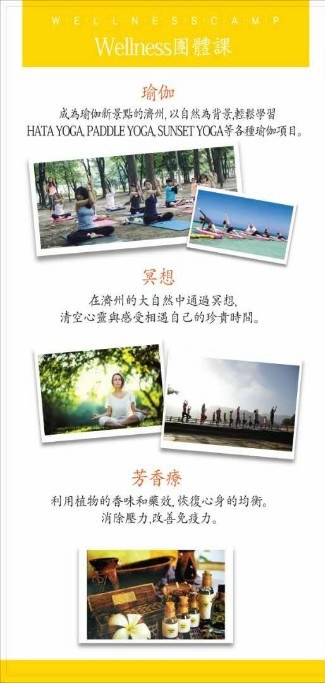 WELLNESSCAMP
Wellness團體課
瑜伽
成為瑜伽新景點的濟州, 以自然為背景,輕鬆學習
HATA YOGA, PADDLE YOGA, SUNSET YOGA等各種瑜伽項目。
冥想
在濟州的大自然中通過冥想,
清空心靈與感受相遇自己的珍貴時間。
芳香療
利用植物的香味和藥效, 恢復心身的均衡。
消除壓力,改善免疫力。